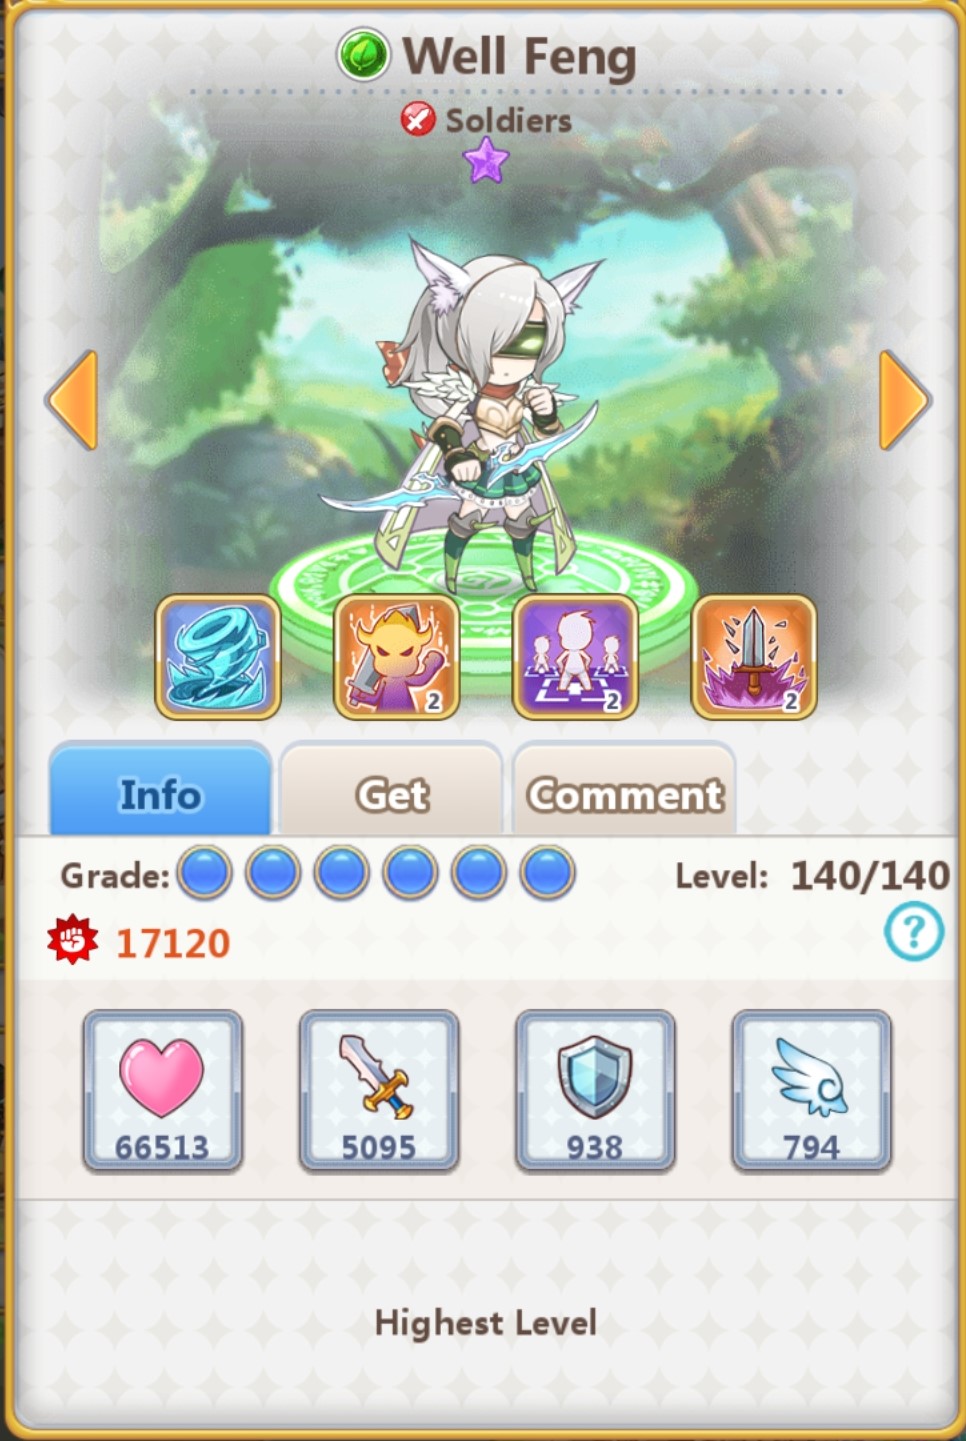 Well Feng
Soldiers
2 2 2
Info Get Comment
Grade: Level: 140/140
17120 ?
66513 5095 938 794
Highest Level